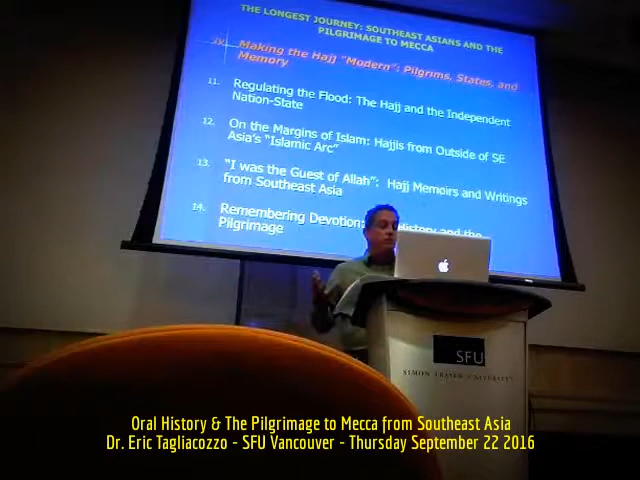 THE LONGEST JOURNEY: SOUTHEAST ASIANS AND THE
PILGRIMAGE TO MECCA
Making the Hajj "Modern": Pilgrims, States, and
Memory
11. Regulating the Flood: The Hajj and the Independent
Nation-State
12. On the Margins of Islam: Hajjis from Outside of SE
Asia's "Islamic Arc"
13. "I was the Guest of Allah": Hajj Memoirs and Writings
from Southeast Asia
14. Remembering Devotion: History and the
Pilgrimage
SFU
SIMON FRASER UNIVERSITY
Oral History & The Pilgrimage to Mecca from Southeast Asia
Dr. Eric Tagliacozzo - SFU Vancouver - Thursday September 22 2016